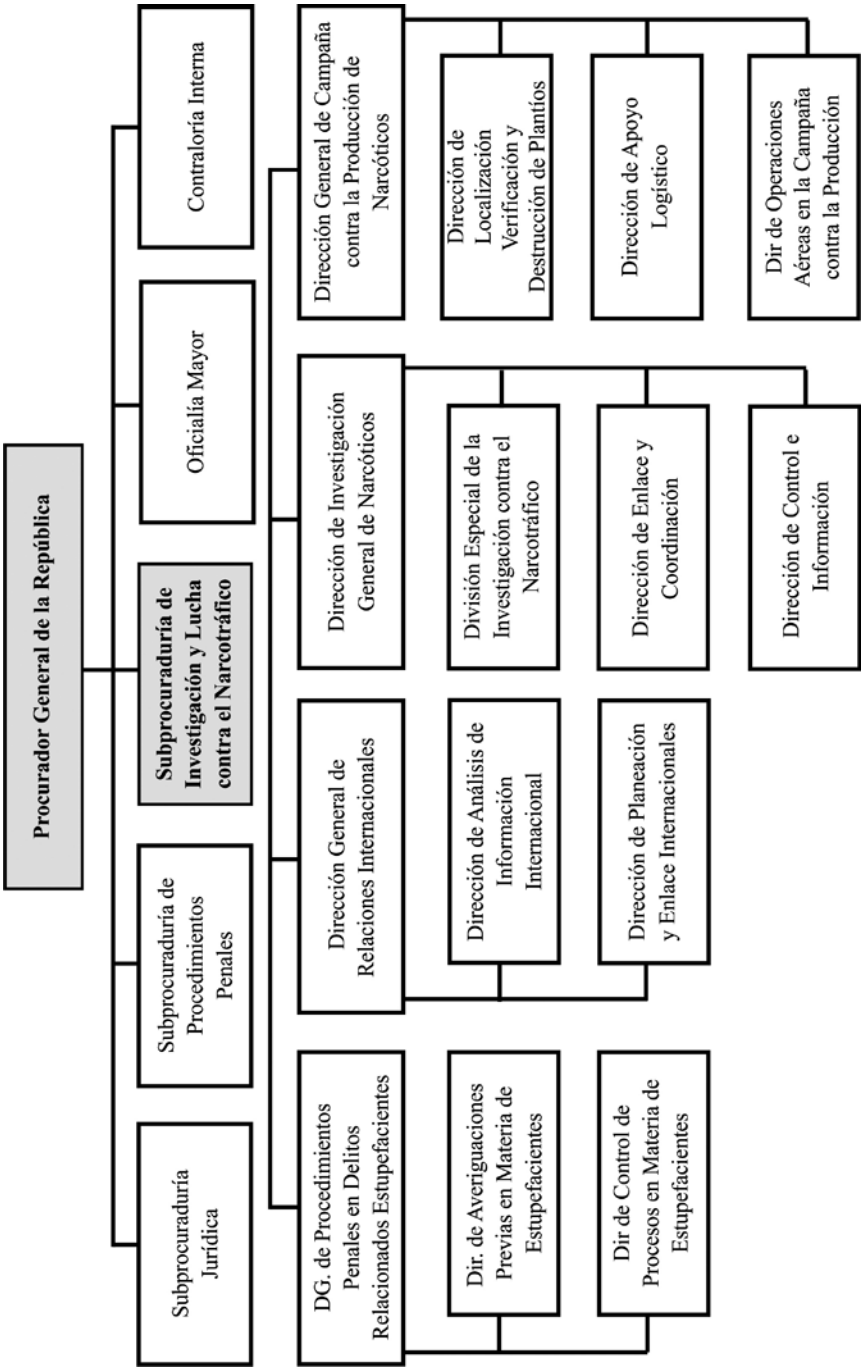 Procurador General de la República
Subprocuraduría
Jurídica
Subprocuraduría de
Procedimientos
Penales
Subprocuraduría de
Investigación y Lucha
contra el Narcotráfico
Oficialía Mayor
Contraloría Interna
DG. de Procedimientos
Penales en Delitos
Relacionados Estupefacientes
Dir. de Averiguaciones
Previas en Materia de
Estupefacientes
Dir de Control de
Procesos en Materia de
Estupefacientes
Dirección General de
Relaciones Internacionales
Dirección de Análisis de
Información
Internacional
Dirección de Planeación
y Enlace Internacionales
Dirección de Investigación
General de Narcóticos
División Especial de la
Investigación contra el
Narcotráfico
Dirección de Enlace y
Coordinación
Dirección de Control e
Información
Dirección General de Campaña
contra la Producción de
Narcóticos
Dirección de
Localización
Verificación y
Destrucción de Plantíos
Dirección de Apoyo
Logístico
Dir de Operaciones
Aéreas en la Campaña
contra la Producción